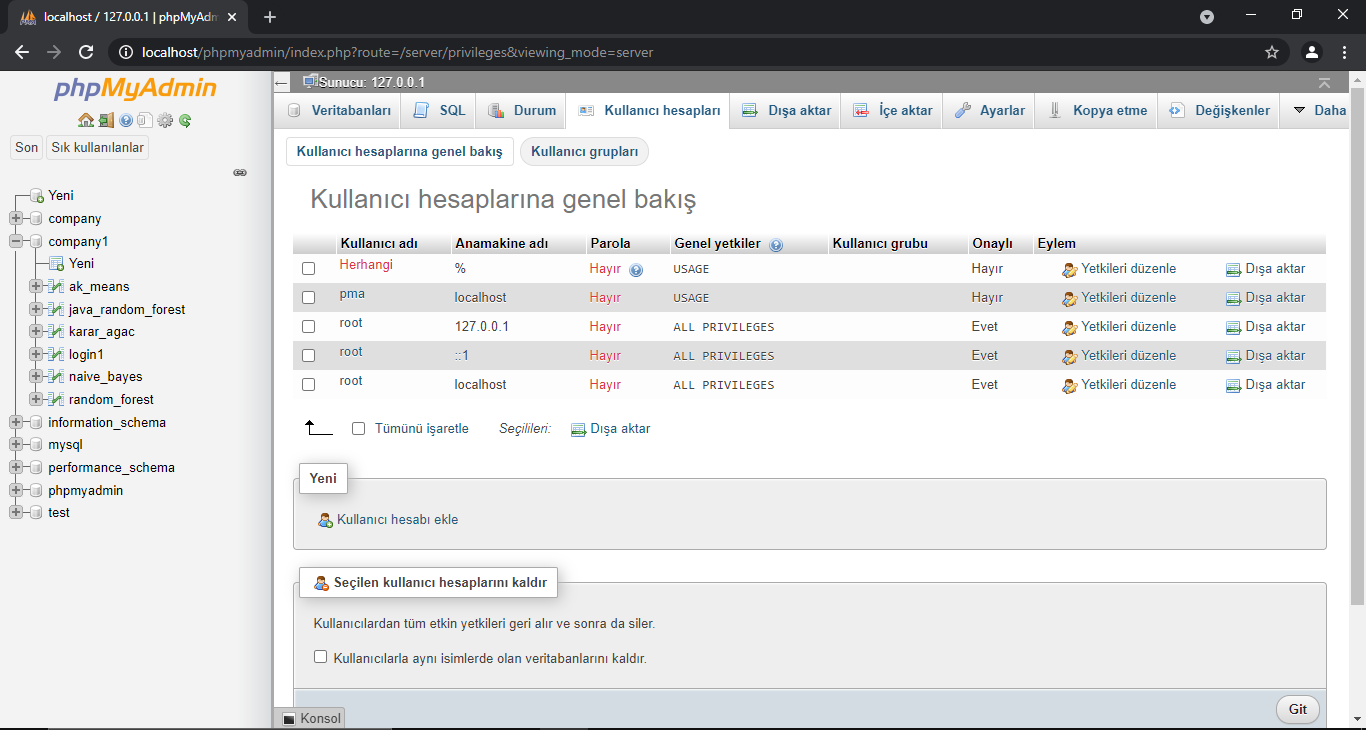 localhost / 127.0.0.1 | phpMyAdm
localhost/phpmyadmin/index.php?route=/server/privileges&viewing_mode=server
phpMyAdmin
Son Sık kullanılanlar
Yeni
company
company1
Yeni
ak_means
java_random_forest
karar_agac
login1
naive_bayes
random_forest
information_schema
mysql
performance_schema
phpmyadmin
test
Sunucu: 127.0.0.1
Veritabanları SQL Durum Kullanıcı hesapları Dışa aktar İçe aktar Ayarlar Kopya etme Değişkenler Daha
Kullanıcı hesaplarına genel bakış Kullanıcı grupları
Kullanıcı hesaplarına genel bakış
Kullanıcı adı Anamakine adı Parola Genel yetkiler Kullanıcı grubu Onaylı Eylem
Herhangi % Hayır USAGE Hayır Yetkileri düzenle Dışa aktar
pma localhost Hayır USAGE Hayır Yetkileri düzenle Dışa aktar
root 127.0.0.1 Hayır ALL PRIVILEGES Evet Yetkileri düzenle Dışa aktar
root ::1 Hayır ALL PRIVILEGES Evet Yetkileri düzenle Dışa aktar
root localhost Hayır ALL PRIVILEGES Evet Yetkileri düzenle Dışa aktar
Tümünü işaretle Seçilileri: Dışa aktar
Yeni
Kullanıcı hesabı ekle
Seçilen kullanıcı hesaplarını kaldır
Kullanıcılardan tüm etkin yetkileri geri alır ve sonra da siler.
Kullanıcılarla aynı isimlerde olan veritabanlarını kaldır.
Git
Konsol